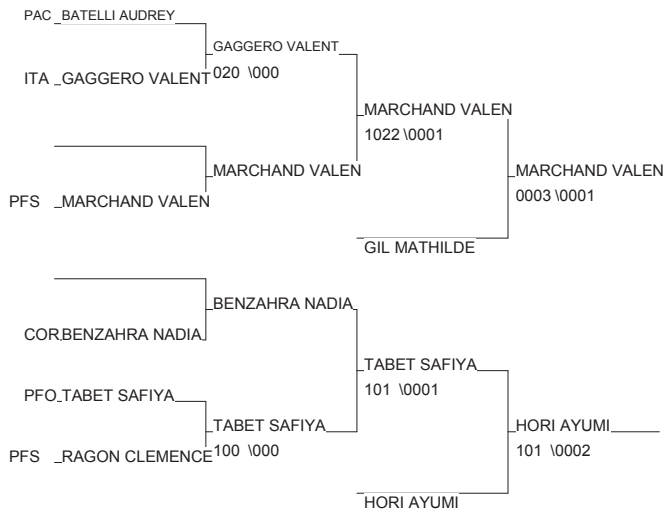 PAC BATELLI AUDREY
GAGGERO VALENT
020 \000
ITA GAGGERO VALENT
MARCHAND VALEN
1022 \0001
MARCHAND VALEN
PFS MARCHAND VALEN
MARCHAND VALEN
0003 \0001
GIL MATHILDE
BENZAHRA NADIA
COR BENZAHRA NADIA
TABET SAFIYA
101 \0001
PFO TABET SAFIYA
TABET SAFIYA
100 \000
PFS RAGON CLEMENCE
HORI AYUMI
101 \0002
HORI AYUMI